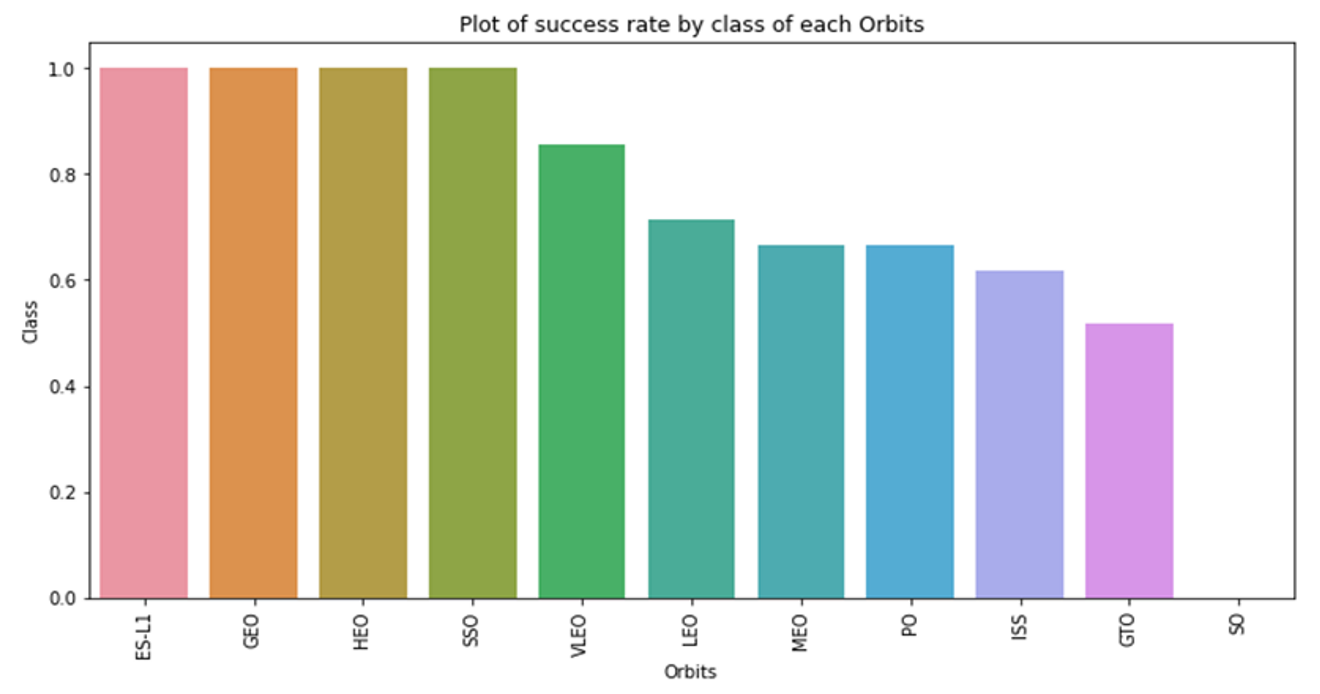 Plot of success rate by class of each Orbits
1.0
0.8
0.6
0.4
0.2
0.0
Class
ES-L1
GEO
HEO
SSO
VLEO
LEO
MEO
PO
ISS
GTO
SO
Orbits